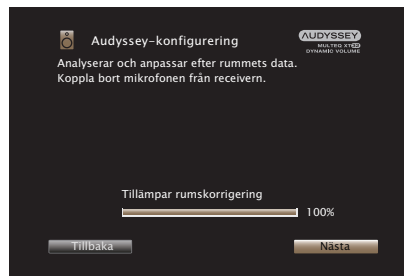 Audyssey-konfigurering
AUDYSSEY
MULTEQ XT32
DYNAMIC VOLUME
Analyserar och anpassar efter rummets data.
Koppla bort mikrofonen från receivern.
Tillämpar rumskorrigering
100%
Tillbaka
Nästa